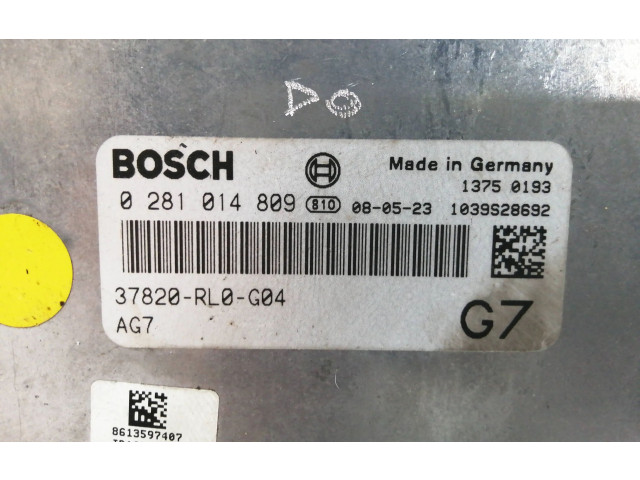 BOSCH
Made in Germany
1375 0193
0 281 014 809 810 08-05-23 1039S28692
37820-RL0-G04
AG7
G7
8613597407